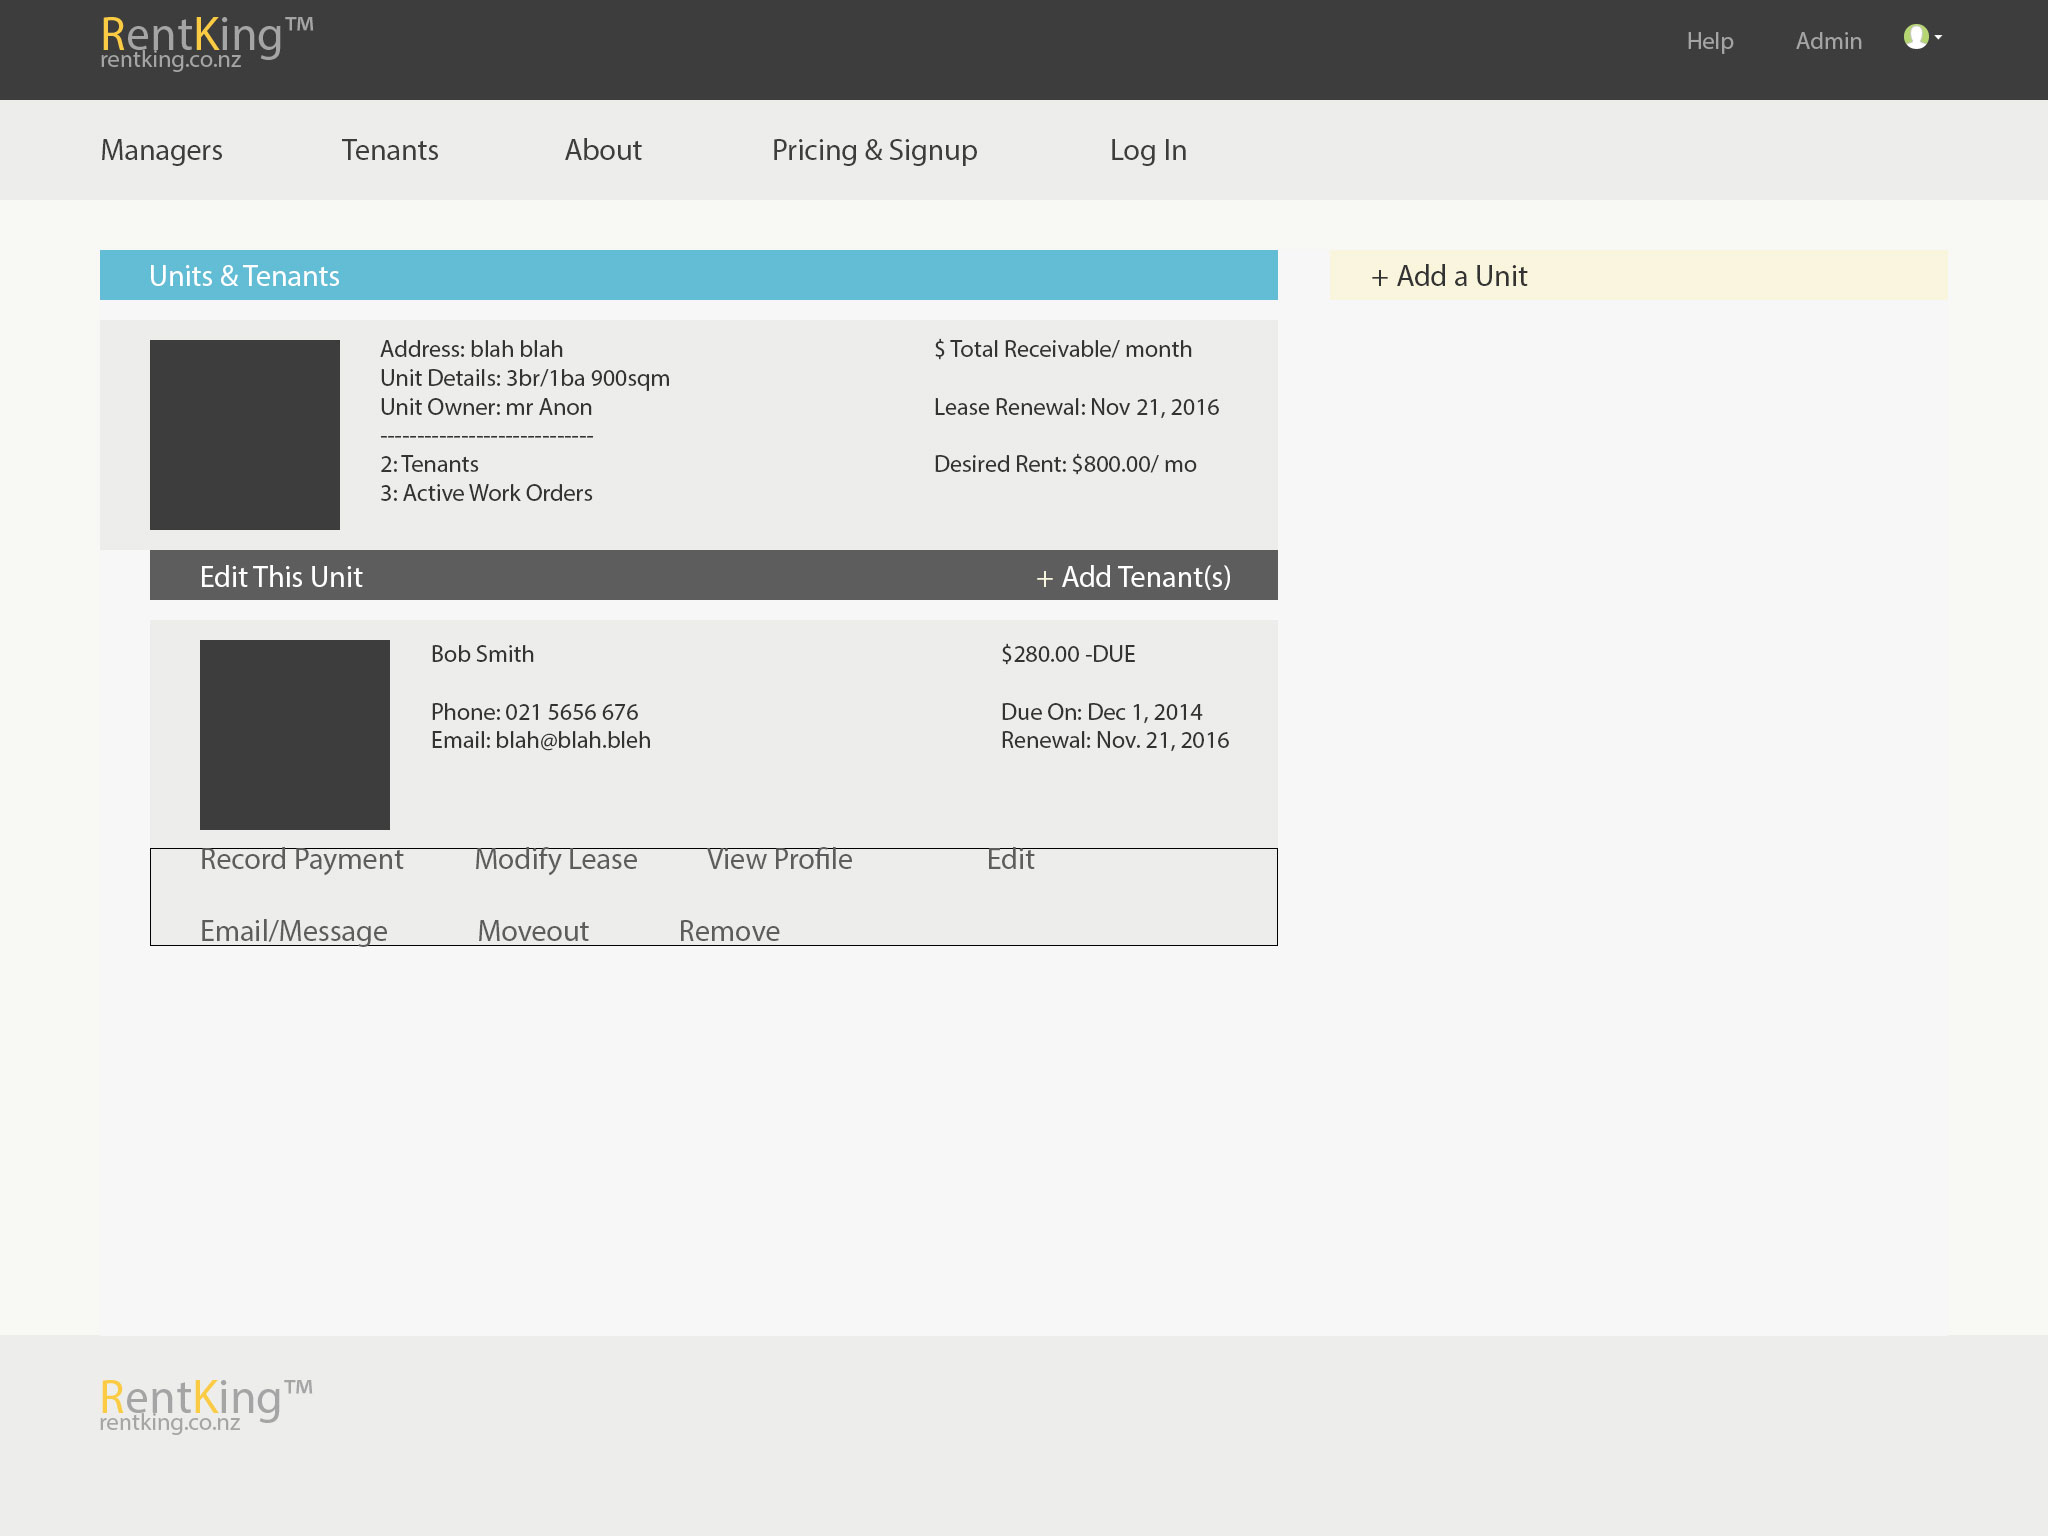 RentKing™
rentking.co.nz
Help Admin
Managers Tenants About Pricing & Signup Log In
Units & Tenants
+ Add a Unit
Address: blah blah
Unit Details: 3br/1ba 900sqm
Unit Owner: mr Anon
-----------------------------
2: Tenants
3: Active Work Orders
$ Total Receivable/ month
Lease Renewal: Nov 21, 2016
Desired Rent: $800.00/ mo
Edit This Unit + Add Tenant(s)
Bob Smith
Phone: 021 5656 676
Email: blah@blah.bleh
$280.00 -DUE
Due On: Dec 1, 2014
Renewal: Nov. 21, 2016
Record Payment Modify Lease View Profile Edit
Email/Message Moveout Remove
RentKing™
rentking.co.nz